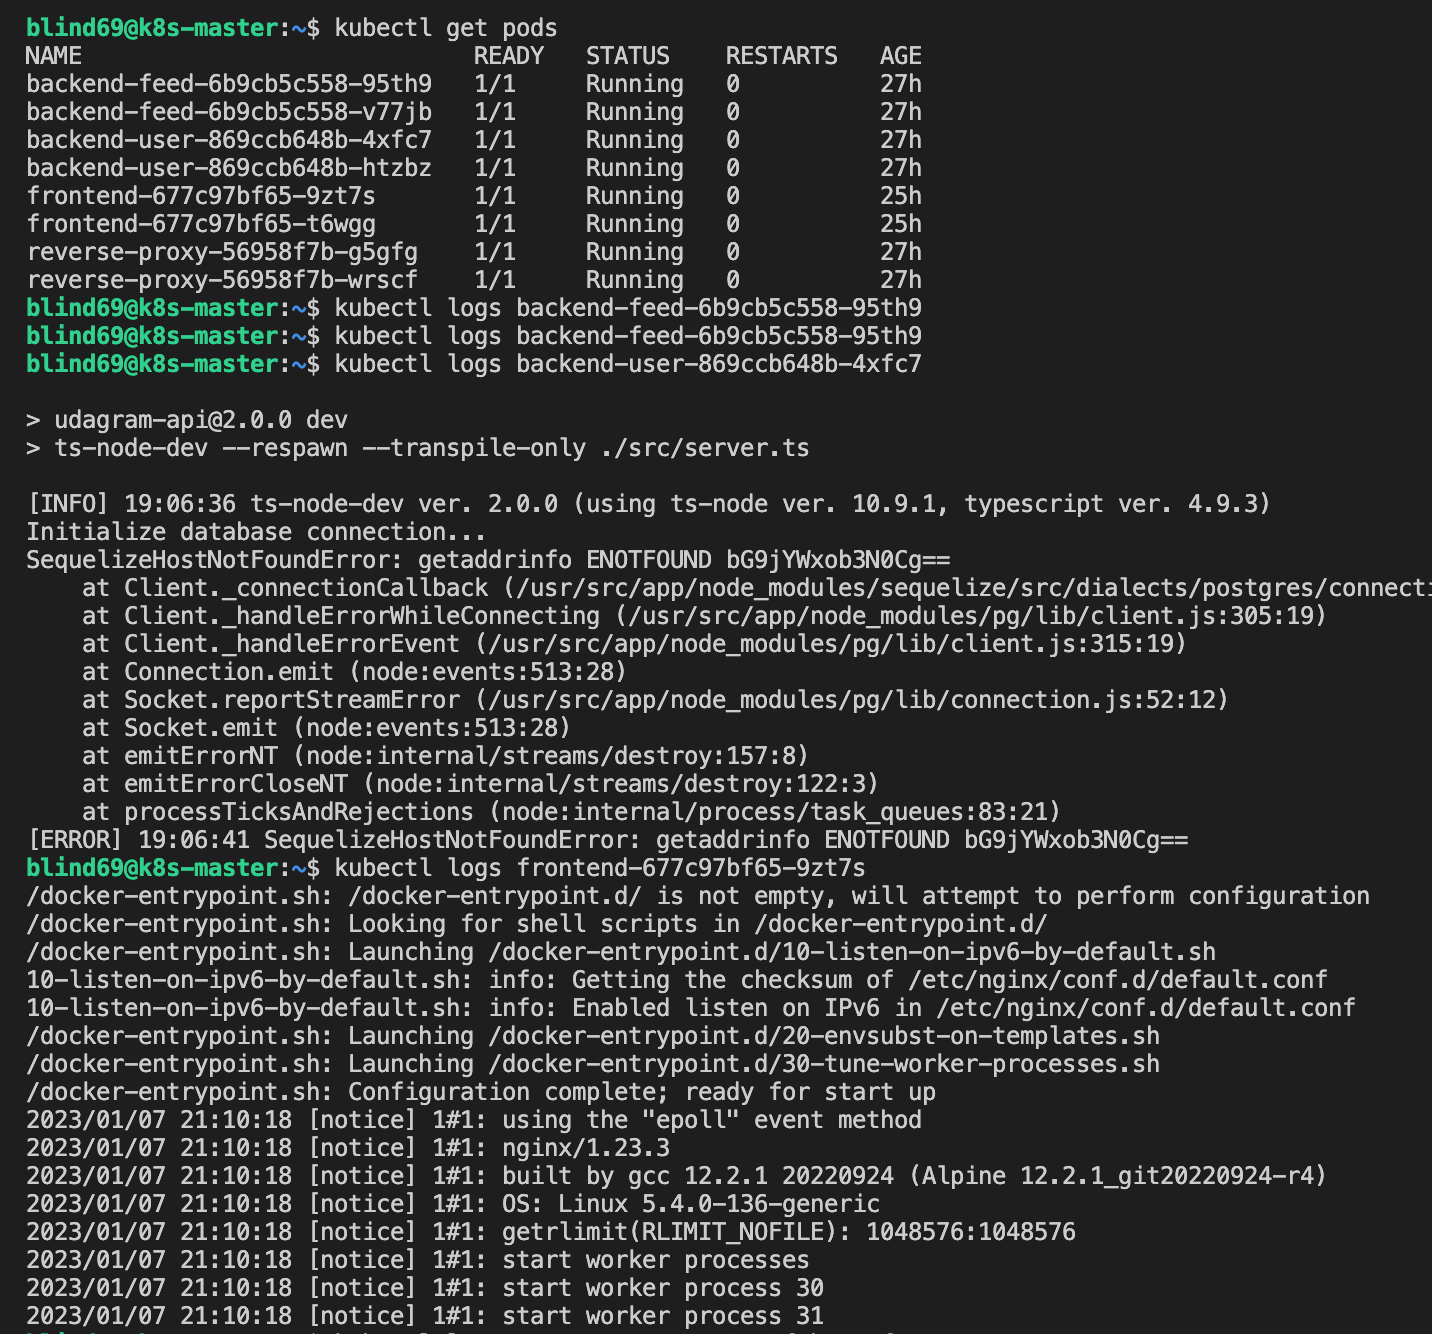 blind69@k8s-master:~$ kubectl get pods
NAME                            READY   STATUS    RESTARTS   AGE
backend-feed-6b9cb5c558-95th9   1/1     Running   0          27h
backend-feed-6b9cb5c558-v77jb   1/1     Running   0          27h
backend-user-869ccb648b-4xfc7   1/1     Running   0          27h
backend-user-869ccb648b-htzbz   1/1     Running   0          27h
frontend-677c97bf65-9zt7s       1/1     Running   0          25h
frontend-677c97bf65-t6wgg       1/1     Running   0          25h
reverse-proxy-56958f7b-g5gfg    1/1     Running   0          27h
reverse-proxy-56958f7b-wrscf    1/1     Running   0          27h
blind69@k8s-master:~$ kubectl logs backend-feed-6b9cb5c558-95th9
blind69@k8s-master:~$ kubectl logs backend-feed-6b9cb5c558-95th9
blind69@k8s-master:~$ kubectl logs backend-user-869ccb648b-4xfc7
> udagram-api@2.0.0 dev
> ts-node-dev --respawn --transpile-only ./src/server.ts
[INFO] 19:06:36 ts-node-dev ver. 2.0.0 (using ts-node ver. 10.9.1, typescript ver. 4.9.3)
Initialize database connection...
SequelizeHostNotFoundError: getaddrinfo ENOTFOUND bG9jYWxob3N0Cg==
    at Client._connectionCallback (/usr/src/app/node_modules/sequelize/src/dialects/postgres/connecti
    at Client._handleErrorWhileConnecting (/usr/src/app/node_modules/pg/lib/client.js:305:19)
    at Client._handleErrorEvent (/usr/src/app/node_modules/pg/lib/client.js:315:19)
    at Connection.emit (node:events:513:28)
    at Socket.reportStreamError (/usr/src/app/node_modules/pg/lib/connection.js:52:12)
    at Socket.emit (node:events:513:28)
    at emitErrorNT (node:internal/streams/destroy:157:8)
    at emitErrorCloseNT (node:internal/streams/destroy:122:3)
    at processTicksAndRejections (node:internal/process/task_queues:83:21)
[ERROR] 19:06:41 SequelizeHostNotFoundError: getaddrinfo ENOTFOUND bG9jYWxob3N0Cg==
blind69@k8s-master:~$ kubectl logs frontend-677c97bf65-9zt7s
/docker-entrypoint.sh: /docker-entrypoint.d/ is not empty, will attempt to perform configuration
/docker-entrypoint.sh: Looking for shell scripts in /docker-entrypoint.d/
/docker-entrypoint.sh: Launching /docker-entrypoint.d/10-listen-on-ipv6-by-default.sh
10-listen-on-ipv6-by-default.sh: info: Getting the checksum of /etc/nginx/conf.d/default.conf
10-listen-on-ipv6-by-default.sh: info: Enabled listen on IPv6 in /etc/nginx/conf.d/default.conf
/docker-entrypoint.sh: Launching /docker-entrypoint.d/20-envsubst-on-templates.sh
/docker-entrypoint.sh: Launching /docker-entrypoint.d/30-tune-worker-processes.sh
/docker-entrypoint.sh: Configuration complete; ready for start up
2023/01/07 21:10:18 [notice] 1#1: using the "epoll" event method
2023/01/07 21:10:18 [notice] 1#1: nginx/1.23.3
2023/01/07 21:10:18 [notice] 1#1: built by gcc 12.2.1 20220924 (Alpine 12.2.1_git20220924-r4)
2023/01/07 21:10:18 [notice] 1#1: OS: Linux 5.4.0-136-generic
2023/01/07 21:10:18 [notice] 1#1: getrlimit(RLIMIT_NOFILE): 1048576:1048576
2023/01/07 21:10:18 [notice] 1#1: start worker processes
2023/01/07 21:10:18 [notice] 1#1: start worker process 30
2023/01/07 21:10:18 [notice] 1#1: start worker process 31